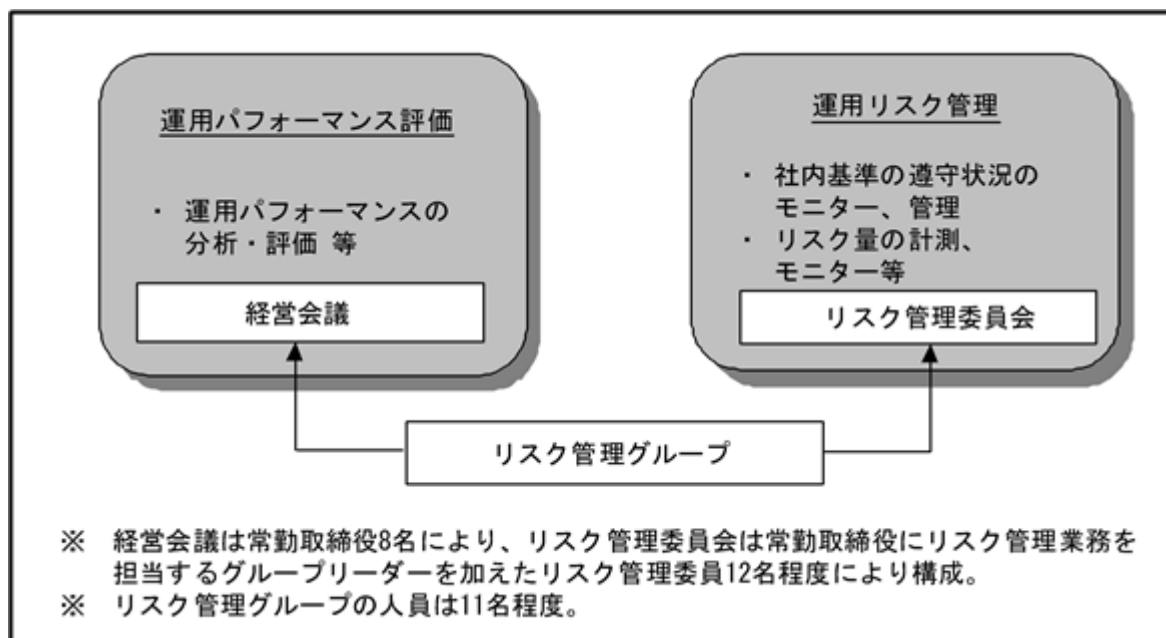 運用パフォーマンス評価
・ 運用パフォーマンスの
分析・評価 等
経営会議
運用リスク管理
・ 社内基準の遵守状況の
モニター、管理
・ リスク量の計測、
モニター等
リスク管理委員会
リスク管理グループ
※ 経営会議は常勤取締役8名により、リスク管理委員会は常勤取締役にリスク管理業務を
担当するグループリーダーを加えたリスク管理委員12名程度により構成。
※ リスク管理グループの人員は11名程度。